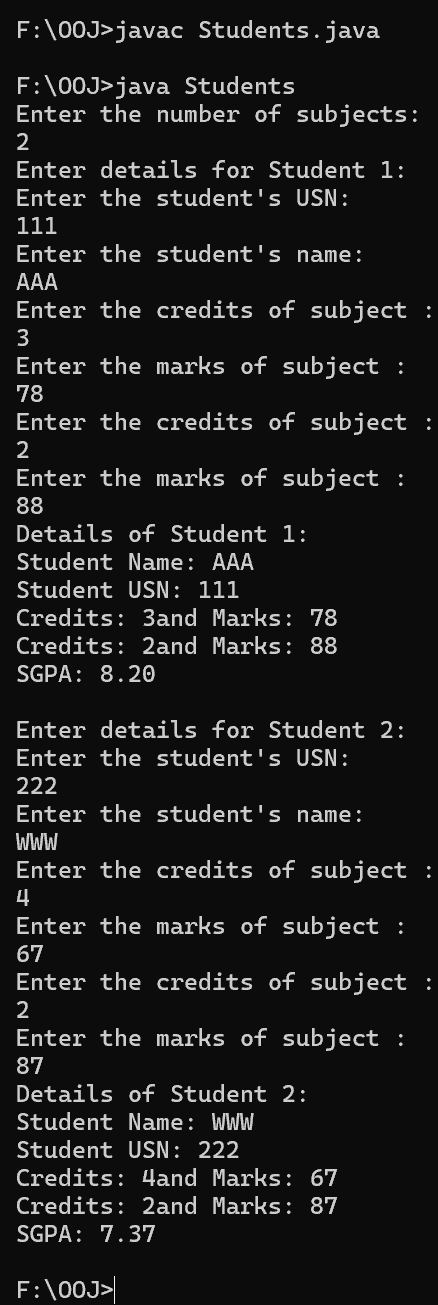 F:\OOJ>javac Students.java
F:\OOJ>java Students
Enter the number of subjects:
2
Enter details for Student 1:
Enter the student's USN:
111
Enter the student's name:
AAA
Enter the credits of subject :
3
Enter the marks of subject :
78
Enter the credits of subject :
2
Enter the marks of subject :
88
Details of Student 1:
Student Name: AAA
Student USN: 111
Credits: 3and Marks: 78
Credits: 2and Marks: 88
SGPA: 8.20
Enter details for Student 2:
Enter the student's USN:
222
Enter the student's name:
WWW
Enter the credits of subject :
4
Enter the marks of subject :
67
Enter the credits of subject :
2
Enter the marks of subject :
87
Details of Student 2:
Student Name: WWW
Student USN: 222
Credits: 4and Marks: 67
Credits: 2and Marks: 87
SGPA: 7.37
F:\OOJ>